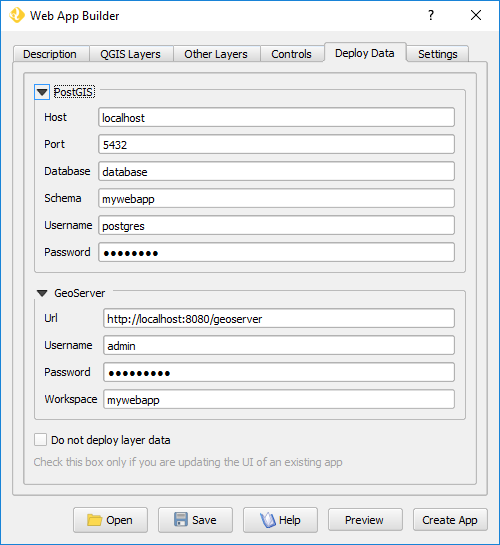 Web App Builder
?
Description QGIS Layers Other Layers Controls Deploy Data Settings
PostGIS
Host localhost
Port 5432
Database database
Schema mywebapp
Username postgres
Password ●●●●●●●●
GeoServer
Url http://localhost:8080/geoserver
Username admin
Password ●●●●●●●●●
Workspace mywebapp
Do not deploy layer data
Check this box only if you are updating the UI of an existing app
Open Save Help Preview Create App